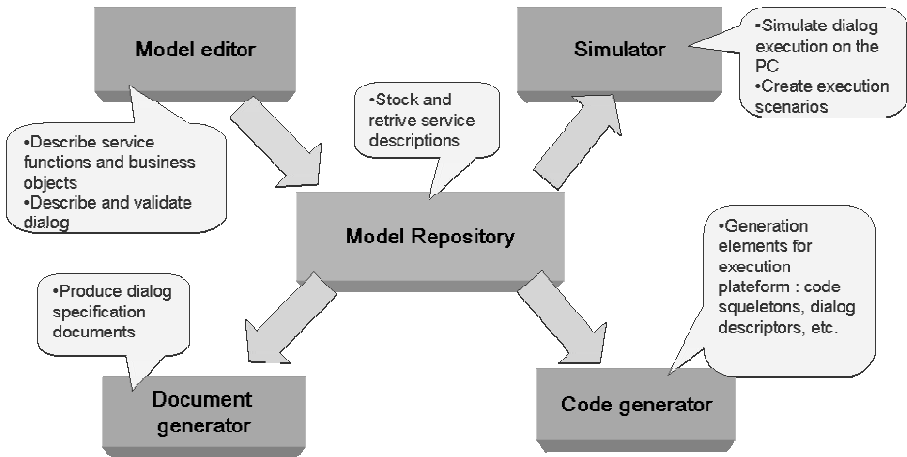 Model editor
Simulator
•Simulate dialog
execution on the
PC
•Create execution
scenarios
•Stock and
retrive service
descriptions
•Describe service
functions and business
objects
•Describe and validate
dialog
Model Repository
•Generation
elements for
execution
plateform : code
squeletons, dialog
descriptors, etc.
•Produce dialog
specification
documents
Document
generator
Code generator